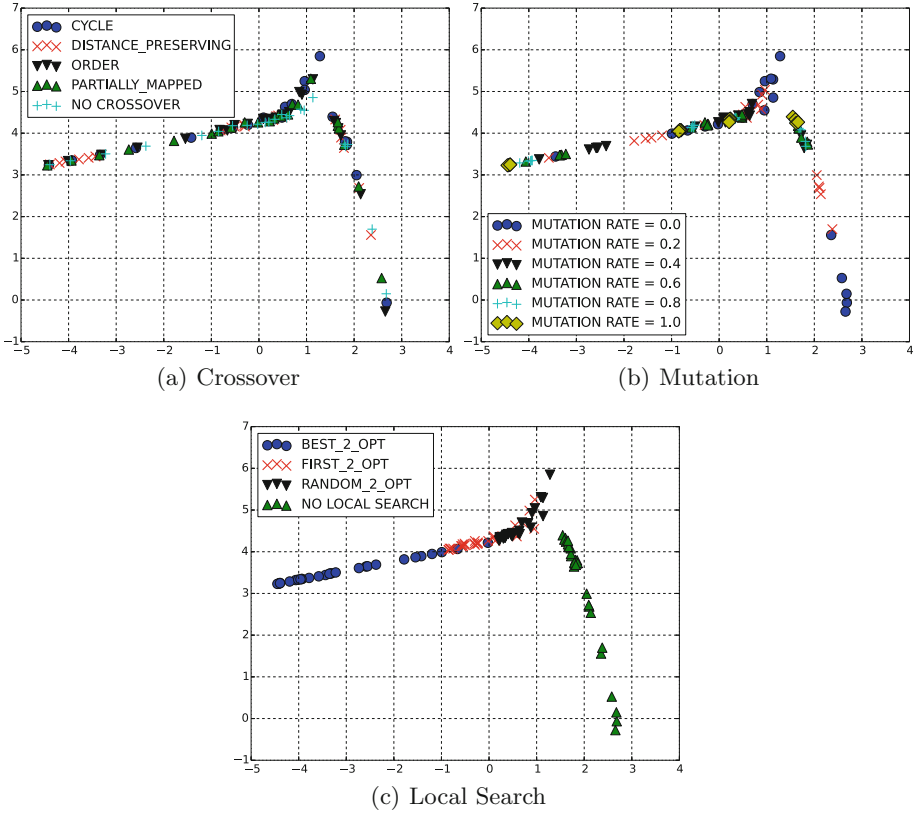 7
6
5
4
3
2
1
0
−1
CYCLE
DISTANCE_PRESERVING
ORDER
PARTIALLY_MAPPED
NO CROSSOVER
−5 −4 −3 −2 −1 0 1 2 3 4
(a) Crossover
7
6
5
4
3
2
1
0
−1
MUTATION RATE = 0.0
MUTATION RATE = 0.2
MUTATION RATE = 0.4
MUTATION RATE = 0.6
MUTATION RATE = 0.8
MUTATION RATE = 1.0
−5 −4 −3 −2 −1 0 1 2 3 4
(b) Mutation
7
6
5
4
3
2
1
0
−1
BEST_2_OPT
FIRST_2_OPT
RANDOM_2_OPT
NO LOCAL SEARCH
−5 −4 −3 −2 −1 0 1 2 3 4
(c) Local Search